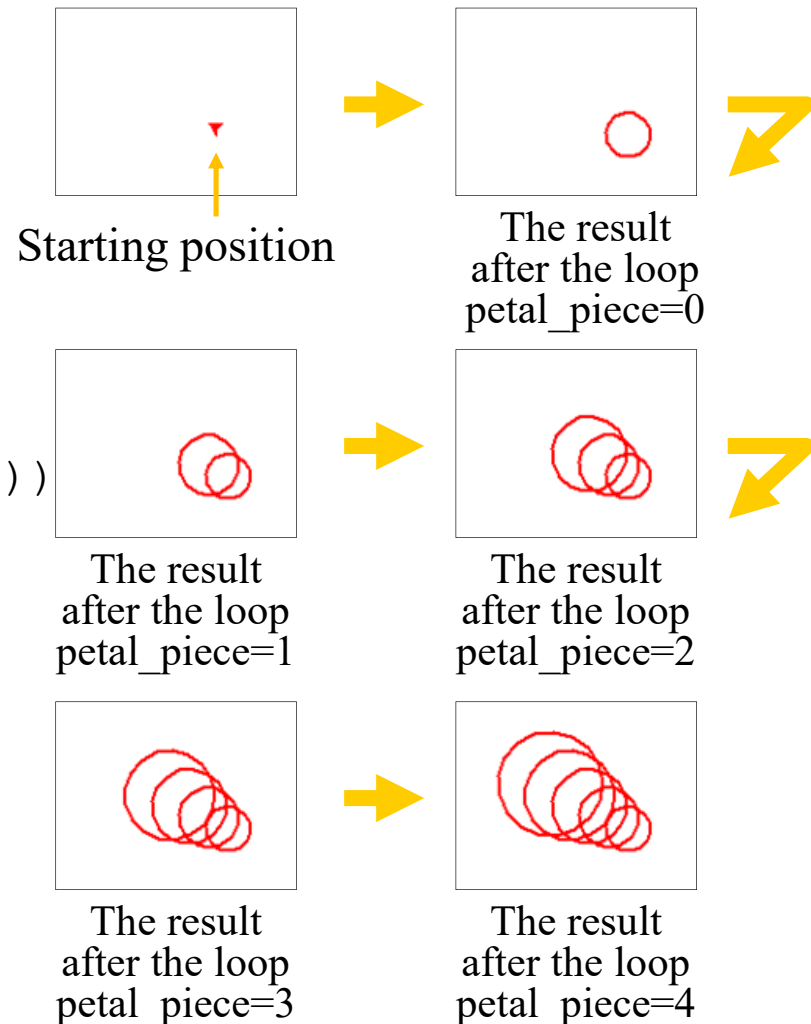 Starting position
The result
after the loop
petal_piece=0
))
The result
after the loop
petal_piece=1
The result
after the loop
petal_piece=2
The result
after the loop
petal_piece=3
The result
after the loop
petal_piece=4